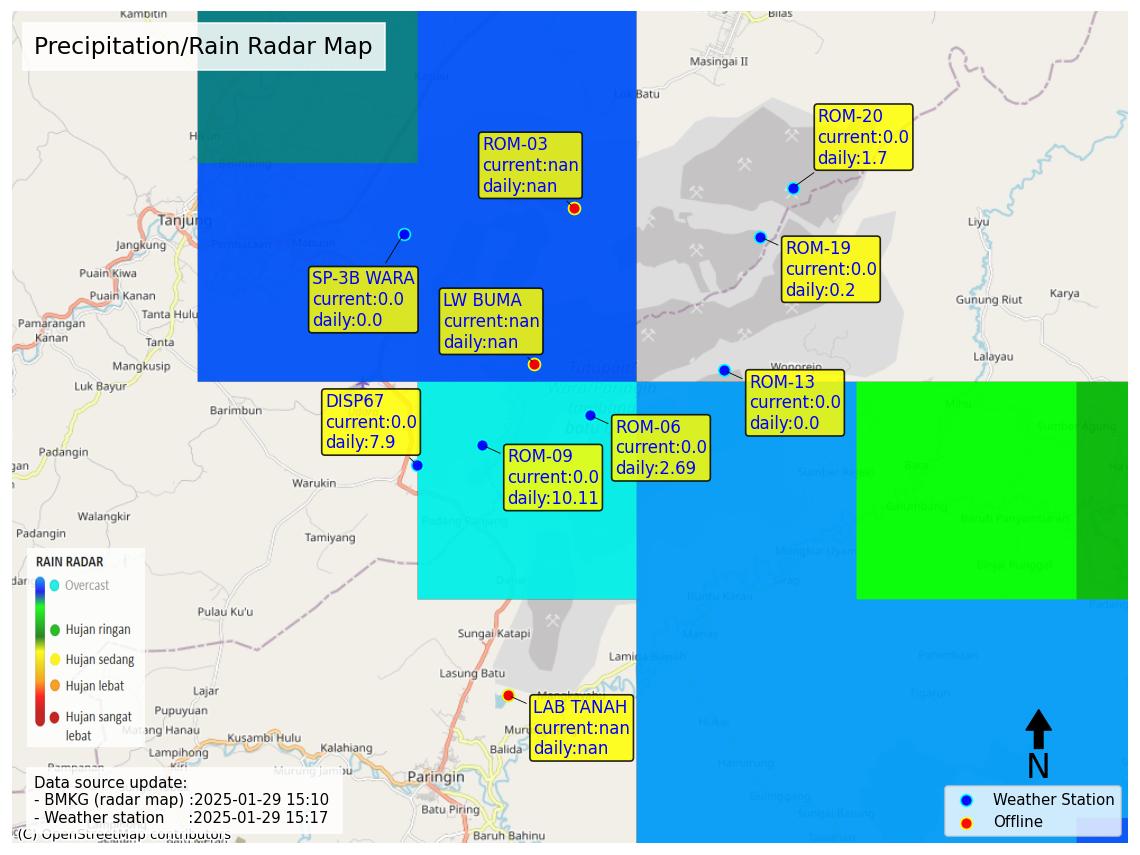 Kambitin
Bilas
Precipitation/Rain Radar Map
Masingai II
Kapuai
Luk Batu
ROM-20
current:0.0
daily:1.7
ROM-03
current:nan
daily:nan
Tanjung
Liyu
Jangkung
ROM-19
current:0.0
daily:0.2
SP-3B WARA
current:0.0
daily:0.0
Puain Kiwa
Puain Kanan
LW BUMA
current:nan
daily:nan
Karya
Gunung Riut
Tanta Hulu
Pamarangan
Kanan
Tanta
Mangkusip
Lalayau
Wonorejo
ROM-13
current:0.0
daily:0.0
Luk Bayur
DISP67
current:0.0
daily:7.9
Barimbun
ROM-06
current:0.0
daily:2.69
ROM-09
current:0.0
daily:10.11
Padangin
Warukin
Walangkir
Padang Panjang
Padangin
Tamiyang
RAIN RADAR
Overcast
Hujan ringan
Hujan sedang
Hujan lebat
Hujan sangat
lebat
Dahai
Pulau Ku'u
Sungai Katapi
Lasung Batu
Lajar
Pupuyuan
Matang Hanau
LAB TANAH
current:nan
daily:nan
Lampihong
Kusambi Hulu
Kalahiang
Balida
Murung Jambu
Paringin
Batu Piring
Baruh Bahinu
N
Data source update:
- BMKG (radar map) :2025-01-29 15:10
- Weather station :2025-01-29 15:17
(C) OpenStreetMap contributors
Weather Station
Offline